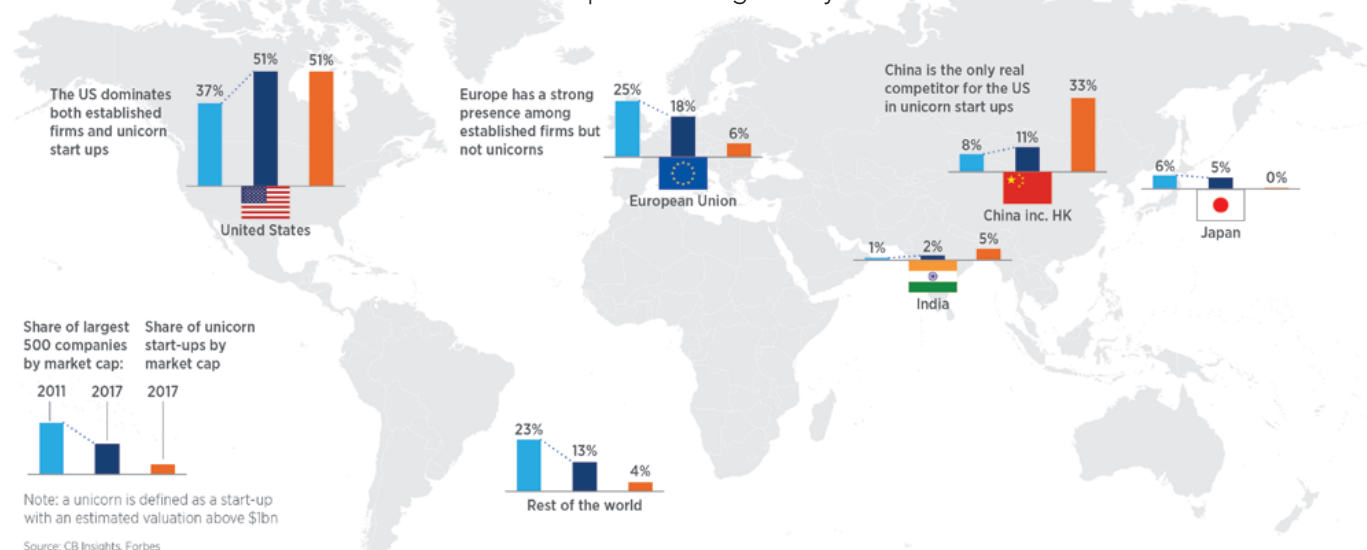 37%
51%
51%
The US dominates
both established
firms and unicorn
start ups
United States
Europe has a strong
presence among
established firms but
not unicorns
25%
18%
6%
European Union
China is the only real
competitor for the US
in unicorn start ups
8%
11%
33%
China inc. HK
6%
5%
0%
Japan
1%
2%
5%
India
Share of largest
500 companies
by market cap:
Share of unicorn
start-ups by
market cap
2011
2017
2017
23%
13%
4%
Rest of the world
Note: a unicorn is defined as a start-up
with an estimated valuation above $1bn
Source: CB Insights, Forbes